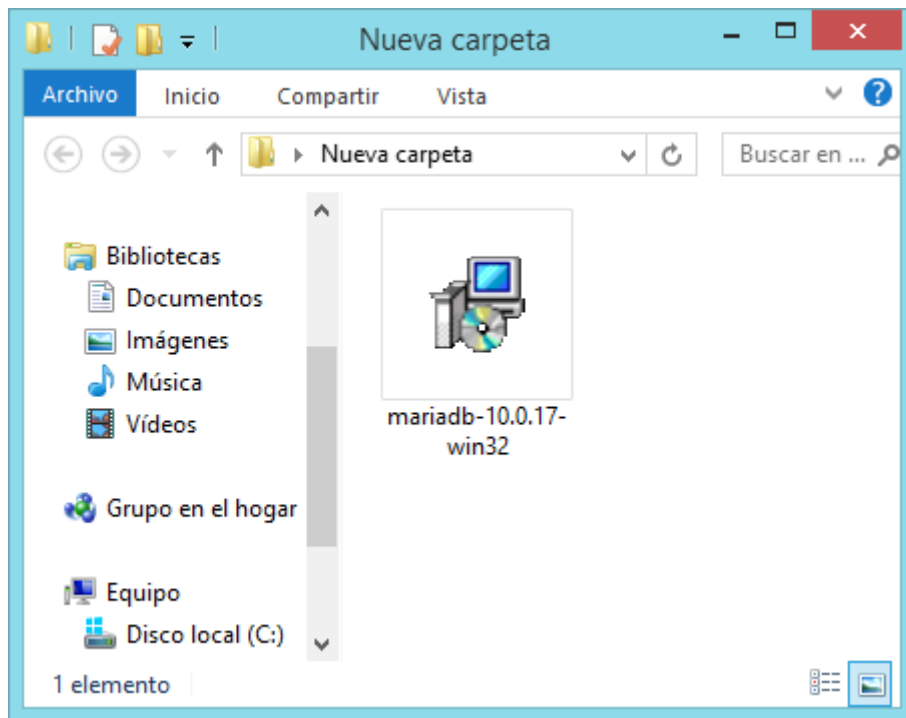 Nueva carpeta
Archivo Inicio Compartir Vista
Nueva carpeta Buscar en ...
Bibliotecas
Documentos
Imágenes
Música
Vídeos
Grupo en el hogar
Equipo
Disco local (C:)
mariadb-10.0.17-
win32
1 elemento